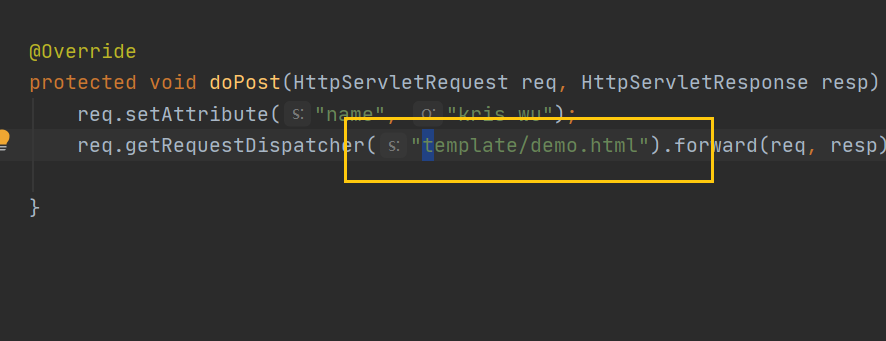 @Override
protected void doPost(HttpServletRequest req, HttpServletResponse resp)
req.setAttribute( s: "name", o: "kris wu");
req.getRequestDispatcher( s: "template/demo.html").forward(req, resp)
}